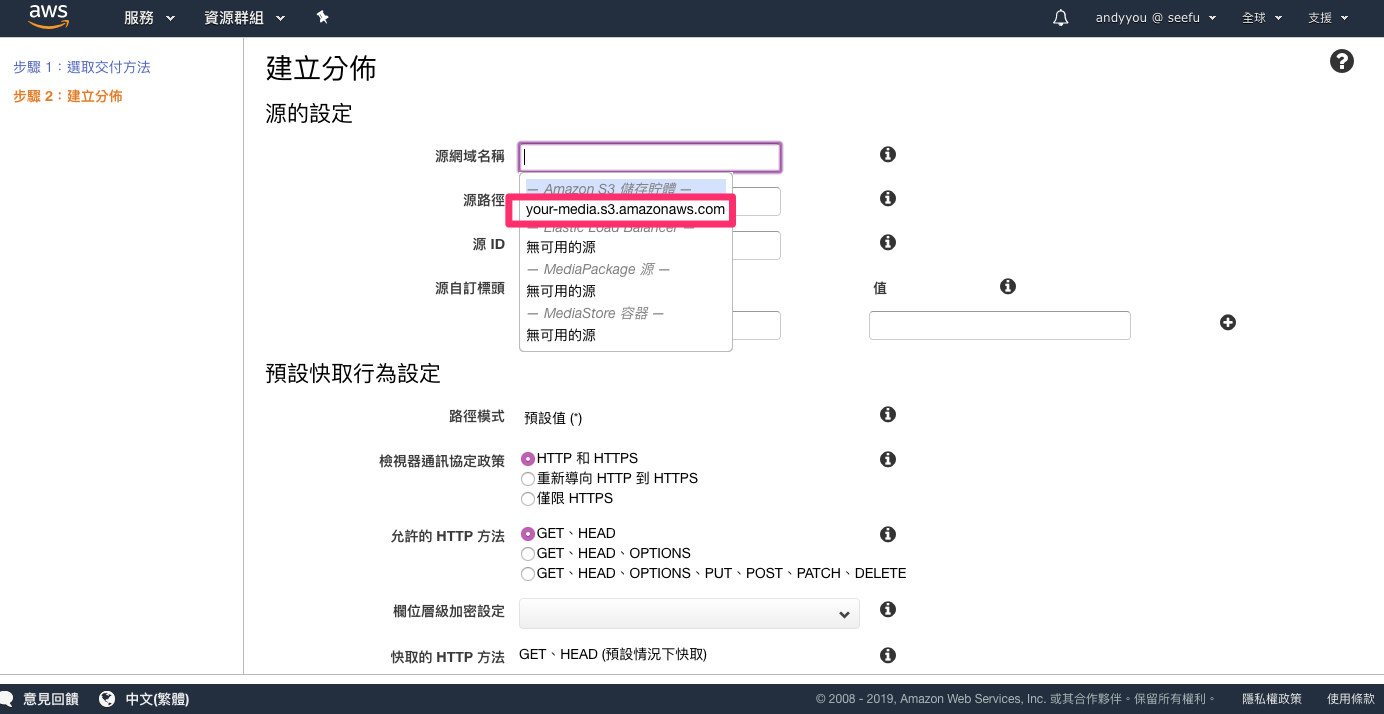 aws 服務 資源群組 andyyou @ seefu 全球 支援
步驟 1：選取交付方法
步驟 2：建立分佈
建立分佈
源的設定
源網域名稱
— Amazon S3 儲存貯體 —
源路徑
your-media.s3.amazonaws.com
— Elastic Load Balancer —
源 ID
無可用的源
— MediaPackage 源 —
源自訂標頭
無可用的源
值
— MediaStore 容器 —
無可用的源
預設快取行為設定
路徑模式 預設值 (*)
檢視器通訊協定政策 HTTP 和 HTTPS
重新導向 HTTP 到 HTTPS
僅限 HTTPS
允許的 HTTP 方法 GET、HEAD
GET、HEAD、OPTIONS
GET、HEAD、OPTIONS、PUT、POST、PATCH、DELETE
欄位層級加密設定
快取的 HTTP 方法 GET、HEAD (預設情況下快取)
意見回饋 中文(繁體) © 2008 - 2019, Amazon Web Services, Inc. 或其合作夥伴。保留所有權利。 隱私權政策 使用條款